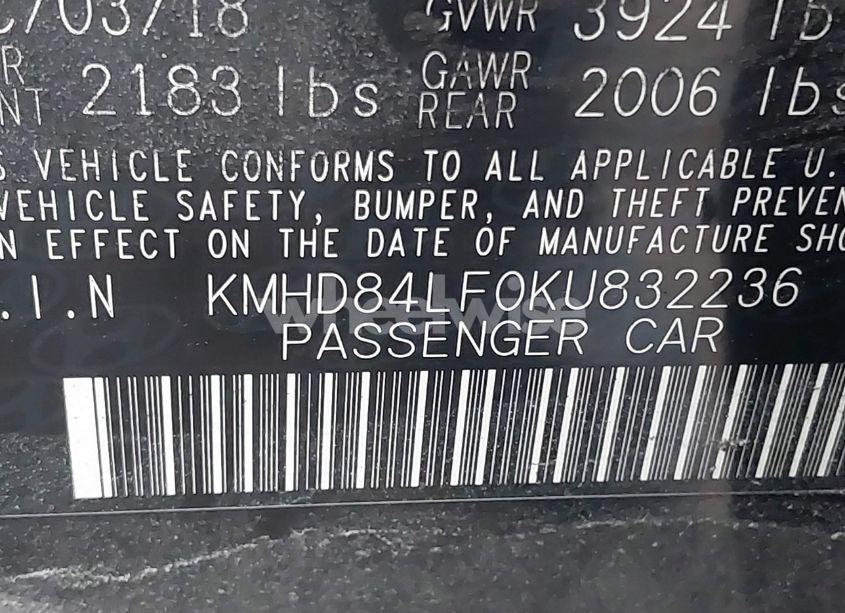 C/03/18 GVWR 3924 lb
R
NT 2183 lbs GAWR
REAR 2006 lbs
S VEHICLE CONFORMS TO ALL APPLICABLE U.
VEHICLE SAFETY, BUMPER, AND THEFT PREVEN
N EFFECT ON THE DATE OF MANUFACTURE SHO
.I.N KMHD84LF0KU832236
PASSENGER CAR
wheelwise